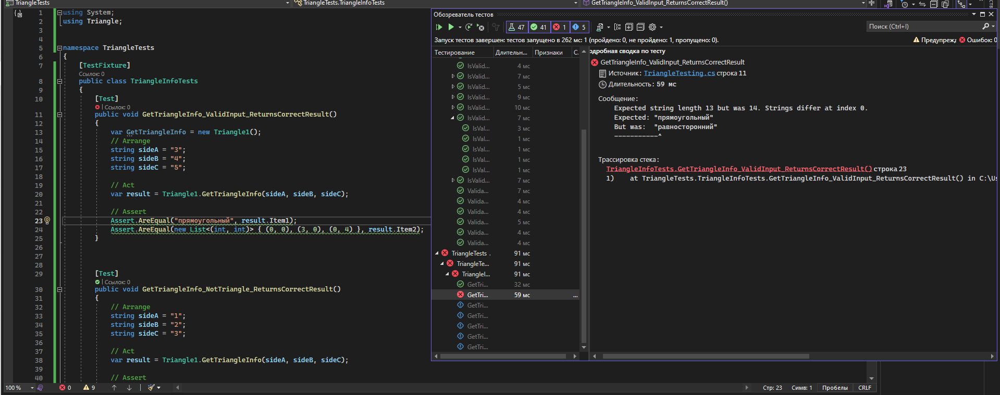 TriangleTests
TriangleTests.TriangleInfoTests
GetTriangleInfo_ValidInput_ReturnsCorrectResult()
1 using System;
2 using Triangle;
3
4
5 namespace TriangleTests
6 {
7 [TestFixture]
Ссылок: 0
8 public class TriangleInfoTests
9 {
10 [Test]
| Ссылок: 0
11 public void GetTriangleInfo_ValidInput_ReturnsCorrectResult()
12 {
13 var GetTriangleInfo = new Triangle1();
14 // Arrange
15 string sideA = "3";
16 string sideB = "4";
17 string sideC = "5";
18
19 // Act
20 var result = Triangle1.GetTriangleInfo(sideA, sideB, sideC);
21
22 // Assert
23 Assert.AreEqual("прямоугольный", result.Item1);
24 Assert.AreEqual(new List<(int, int)> { (0, 0), (3, 0), (0, 4) }, result.Item2);
25 }
26
27
28
29 [Test]
| Ссылок: 0
30 public void GetTriangleInfo_NotTriangle_ReturnsCorrectResult()
31 {
32 // Arrange
33 string sideA = "1";
34 string sideB = "2";
35 string sideC = "3";
36
37 // Act
38 var result = Triangle1.GetTriangleInfo(sideA, sideB, sideC);
39
40 // Assert
100 %
0
9
Стр: 23 Симв: 1 Пробелы CRLF
Обозреватель тестов
47 41 1 5
Поиск (Ctrl+I)
Запуск тестов завершен: тестов запущено в 262 мс: 1 (пройдено: 0, не пройдено: 1, пропущено: 0).
Предупреж
Ошибок: 0
Тестирование Длительн... Признаки С.
IsValid... 4 мс
IsValid... 7 мс
IsValid... 5 мс
IsValid... 9 мс
IsValid... 10 мс
IsValid... 7 мс
IsVal... 3 мс
IsVal... 1 мс
IsVal... 1 мс
IsVal... 1 мс
IsVal... 1 мс
IsValid... 7 мс
Valida... 7 мс
Valida... 4 мс
Valida... 4 мс
Valida... 5 мс
Valida... 4 мс
Valida... 4 мс
TriangleTests . 91 мс
TriangleTe... 91 мс
TriangleI... 91 мс
GetTri... 32 мс
GetTri... 59 мс ...
GetTri...
GetTri...
GetTri...
GetTri...
GetTri...
одробная сводка по тесту
GetTriangleInfo_ValidInput_ReturnsCorrectResult
Источник: TriangleTesting.cs строка 11
Длительность: 59 мс
Сообщение:
Expected string length 13 but was 14. Strings differ at index 0.
Expected: "прямоугольный"
But was: "равносторонний"
-----------^
Трассировка стека:
TriangleInfoTests.GetTriangleInfo_ValidInput_ReturnsCorrectResult() строка 23
1) at TriangleTests.TriangleInfoTests.GetTriangleInfo_ValidInput_ReturnsCorrectResult() in C:\Us